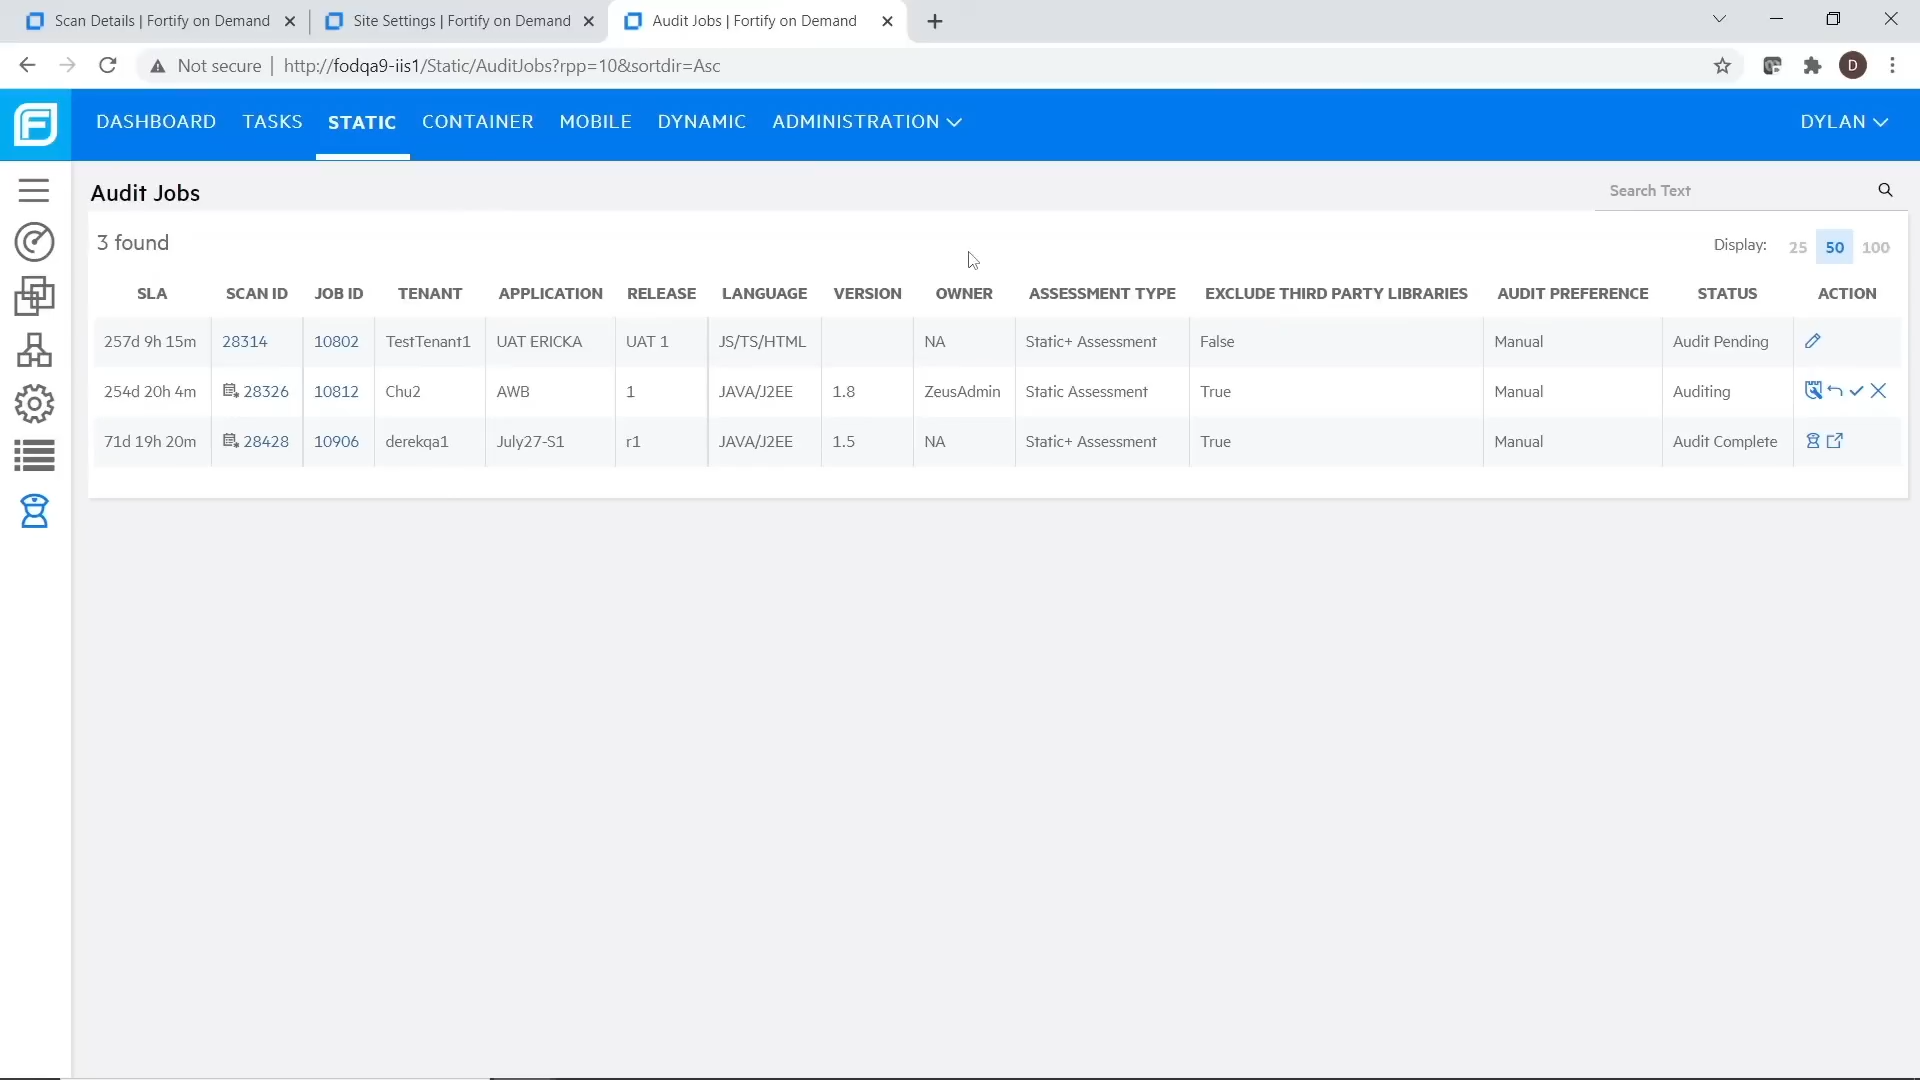 Scan Details | Fortify on Demand
Site Settings | Fortify on Demand
Audit Jobs | Fortify on Demand
Not secure | http://fodqa9-iis1/Static/AuditJobs?rpp=10&sortdir=Asc
D
DASHBOARD TASKS STATIC CONTAINER MOBILE DYNAMIC ADMINISTRATION DYLAN
Audit Jobs
Search Text
3 found
Display: 25 50 100
SLA SCAN ID JOB ID TENANT APPLICATION RELEASE LANGUAGE VERSION OWNER ASSESSMENT TYPE EXCLUDE THIRD PARTY LIBRARIES AUDIT PREFERENCE STATUS ACTION
257d 9h 15m 28314 10802 TestTenant1 UAT ERICKA UAT 1 JS/TS/HTML NA Static+ Assessment False Manual Audit Pending
254d 20h 4m 28326 10812 Chu2 AWB 1 JAVA/J2EE 1.8 ZeusAdmin Static Assessment True Manual Auditing
71d 19h 20m 28428 10906 derekqa1 July27-S1 r1 JAVA/J2EE 1.5 NA Static+ Assessment True Manual Audit Complete